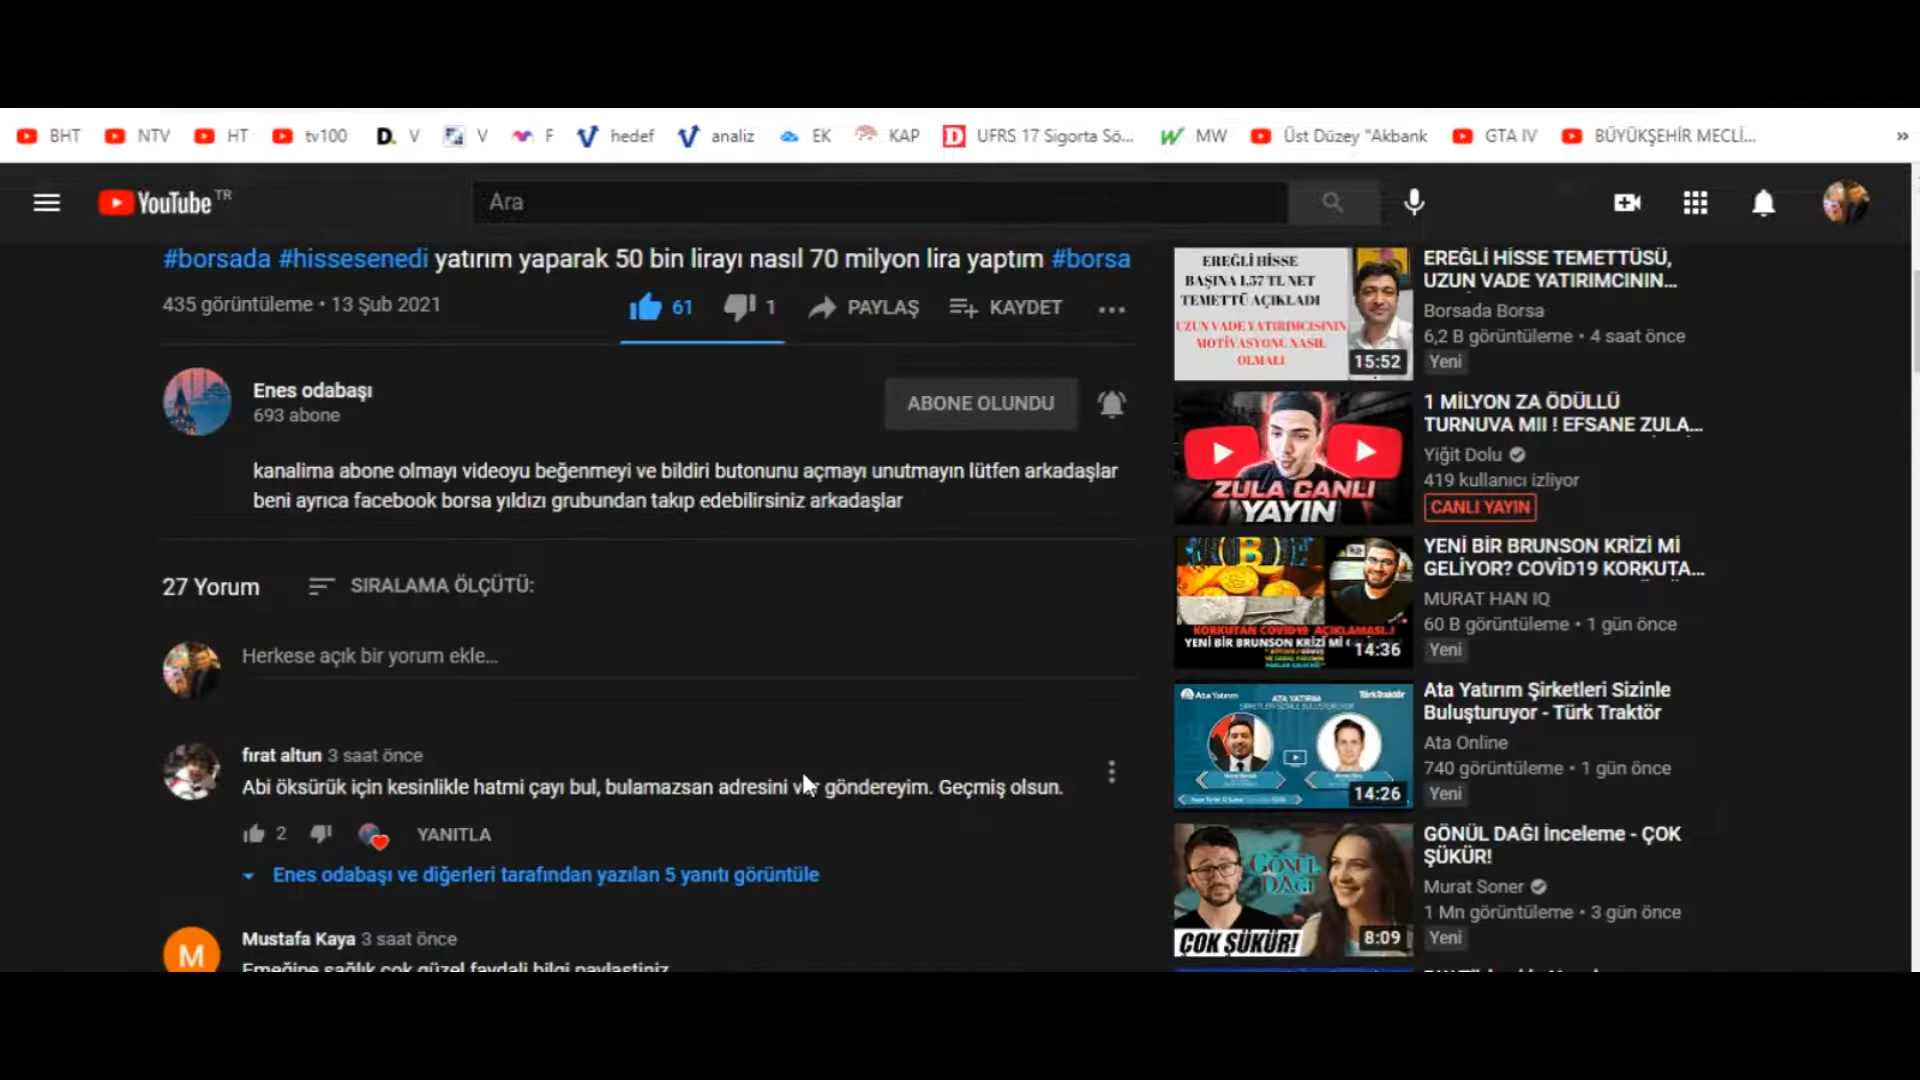 BHT NTV HT tv100 D. V V F hedef analiz EK KAP D UFRS 17 Sigorta Sö... MW Üst Düzey "Akbank GTA IV BÜYÜKŞEHİR MECLİ... »
YouTube TR
Ara
#borsada #hissesenedi yatırım yaparak 50 bin lirayı nasıl 70 milyon lira yaptım #borsa
435 görüntüleme • 13 Şub 2021
61 1 PAYLAŞ KAYDET
Enes odabaşı
693 abone
ABONE OLUNDU
kanalima abone olmayı videoyu beğenmeyi ve bildiri butonunu açmayı unutmayın lütfen arkadaşlar
beni ayrıca facebook borsa yıldızı grubundan takıp edebilirsiniz arkadaşlar
27 Yorum SIRALAMA ÖLÇÜTÜ:
Herkese açık bir yorum ekle...
fırat altun 3 saat önce
Abi öksürük için kesinlikle hatmi çayı bul, bulamazsan adresini ver göndereyim. Geçmiş olsun.
2 YANITLA
Enes odabaşı ve diğerleri tarafından yazılan 5 yanıtı görüntüle
M
Mustafa Kaya 3 saat önce
Emeğine sağlık çok güzel faydali bilgi paylaştiniz
EREĞLİ HİSSE
BAŞINA 1,57 TL NET
TEMETTÜ AÇIKLADI
UZUN VADE YATIRIMCISININ
MOTİVASYONU NASIL
OLMALI
15:52
EREĞLİ HİSSE TEMETTÜSÜ,
UZUN VADE YATIRIMCININ...
Borsada Borsa
6,2 B görüntüleme • 4 saat önce
Yeni
ZULA CANLI
YAYIN
1 MİLYON ZA ÖDÜLLÜ
TURNUVA MII ! EFSANE ZULA...
Yiğit Dolu
419 kullanıcı izliyor
CANLI YAYIN
KORKUTAN COVID19 AÇIKLAMASI..!
YENİ BİR BRUNSON KRİZİ Mİ
14:36
YENİ BİR BRUNSON KRİZİ Mİ
GELİYOR? COVİD19 KORKUTA...
MURAT HAN IQ
60 B görüntüleme • 1 gün önce
Yeni
Ata Yatırım
ATA YATIRIM
ŞİRKETLERİ SİZİNLE BULUŞTURUYOR
TürkTraktör
14:26
Ata Yatırım Şirketleri Sizinle
Buluşturuyor - Türk Traktör
Ata Online
740 görüntüleme • 1 gün önce
Yeni
GÖNÜL
DAĞI
ÇOK ŞÜKÜR!
8:09
GÖNÜL DAĞI İnceleme - ÇOK
ŞÜKÜR!
Murat Soner
1 Mn görüntüleme • 3 gün önce
Yeni